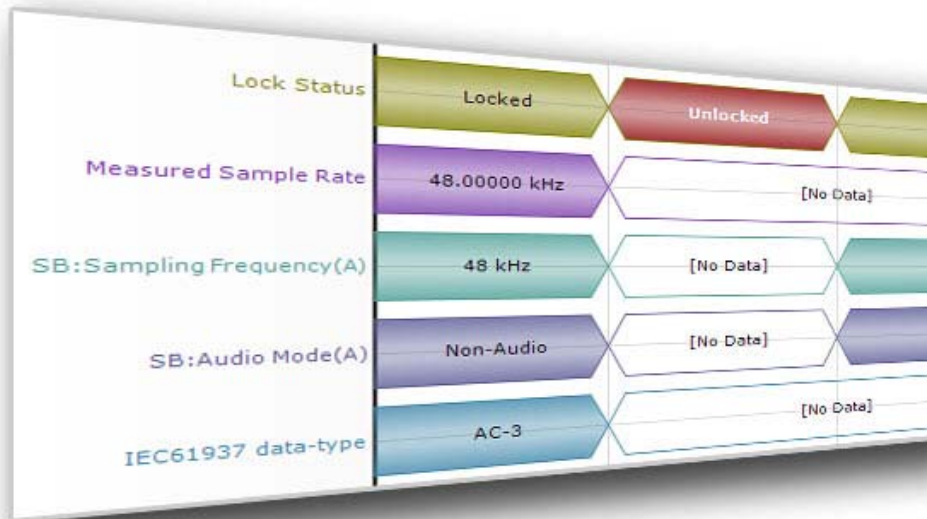 Lock Status Locked Unlocked
Measured Sample Rate 48.00000 kHz [No Data]
SB:Sampling Frequency(A) 48 kHz [No Data]
SB:Audio Mode(A) Non-Audio [No Data]
IEC61937 data-type AC-3 [No Data]